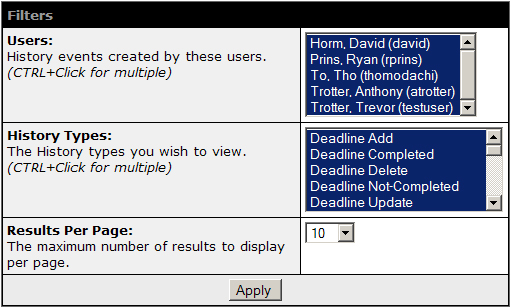 Filters
Users:
History events created by these users.
(CTRL+Click for multiple)
Horm, David (david)
Prins, Ryan (rprins)
To, Tho (thomodachi)
Trotter, Anthony (atrotter)
Trotter, Trevor (testuser)
History Types:
The History types you wish to view.
(CTRL+Click for multiple)
Deadline Add
Deadline Completed
Deadline Delete
Deadline Not-Completed
Deadline Update
Results Per Page:
The maximum number of results to display
per page.
10
Apply